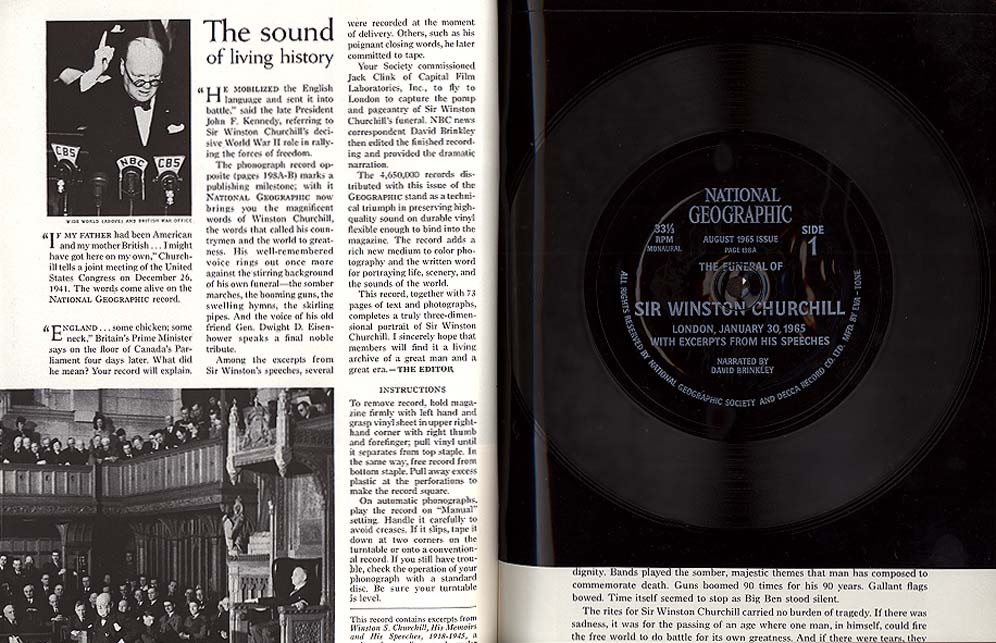 CBS
NBC
CBS
WIDE WORLD (ABOVE) AND BRITISH WAR OFFICE
“IF MY FATHER had been American
and my mother British . . . I might
have got here on my own,” Church-
ill tells a joint meeting of the United
States Congress on December 26,
1941. The words come alive on the
NATIONAL GEOGRAPHIC record.
“ENGLAND . . . some chicken; some
neck,” Britain's Prime Minister
says on the floor of Canada's Par-
liament four days later. What did
he mean? Your record will explain.
The sound
of living history
“HE MOBILIZED the English
language and sent it into
battle,” said the late President
John F. Kennedy, referring to
Sir Winston Churchill's deci-
sive World War II role in rally-
ing the forces of freedom.
The phonograph record op-
posite (pages 198A-B) marks a
publishing milestone; with it
NATIONAL GEOGRAPHIC now
brings you the magnificent
words of Winston Churchill,
the words that called his coun-
trymen and the world to great-
ness. His well-remembered
voice rings out once more
against the stirring background
of his own funeral—the somber
marches, the booming guns, the
swelling hymns, the skirling
pipes. And the voice of his old
friend Gen. Dwight D. Eisen-
hower speaks a final noble
tribute.
Among the excerpts from
Sir Winston's speeches, several
were recorded at the moment
of delivery. Others, such as his
poignant closing words, he later
committed to tape.
Your Society commissioned
Jack Clink of Capital Film
Laboratories, Inc., to fly to
London to capture the pomp
and pageantry of Sir Winston
Churchill's funeral. NBC news
correspondent David Brinkley
then edited the finished record-
ing and provided the dramatic
narration.
The 4,650,000 records dis-
tributed with this issue of the
GEOGRAPHIC stand as a techni-
cal triumph in preserving high-
quality sound on durable vinyl
flexible enough to bind into the
magazine. The record adds a
rich new medium to color pho-
tography and the written word
for portraying life, scenery, and
the sounds of the world.
This record, together with 73
pages of text and photographs,
completes a truly three-dimen-
sional portrait of Sir Winston
Churchill. I sincerely hope that
members will find it a living
archive of a great man and a
great era. — THE EDITOR
INSTRUCTIONS
To remove record, hold maga-
zine firmly with left hand and
grasp vinyl sheet in upper right-
hand corner with right thumb
and forefinger; pull vinyl until
it separates from top staple. In
the same way, free record from
bottom staple. Pull away excess
plastic at the perforations to
make the record square.
On automatic phonographs,
play the record on “Manual”
setting. Handle it carefully to
avoid creases. If it slips, tape it
down at two corners on the
turntable or onto a convention-
al record. If you still have trou-
ble, check the operation of your
phonograph with a standard
disc. Be sure your turntable
is level.
This record contains excerpts from
Winston S. Churchill, His Memoirs
and His Speeches, 1918-1945, a
NATIONAL
GEOGRAPHIC
33⅓
RPM
MONAURAL
AUGUST 1965 ISSUE
PAGE 198A
SIDE
1
THE FUNERAL OF
SIR WINSTON CHURCHILL
LONDON, JANUARY 30, 1965
WITH EXCERPTS FROM HIS SPEECHES
NARRATED BY
DAVID BRINKLEY
ALL RIGHTS RESERVED BY NATIONAL GEOGRAPHIC SOCIETY AND DECCA RECORD CO. LTD. MFD. BY EVA-TONE
dignity. Bands played the somber, majestic themes that man has composed to
commemorate death. Guns boomed 90 times for his 90 years. Gallant flags
bowed. Time itself seemed to stop as Big Ben stood silent.
The rites for Sir Winston Churchill carried no burden of tragedy. If there was
sadness, it was for the passing of an age where one man, in himself, could fire
the free world to do battle for its own greatness. And if there were tears, they